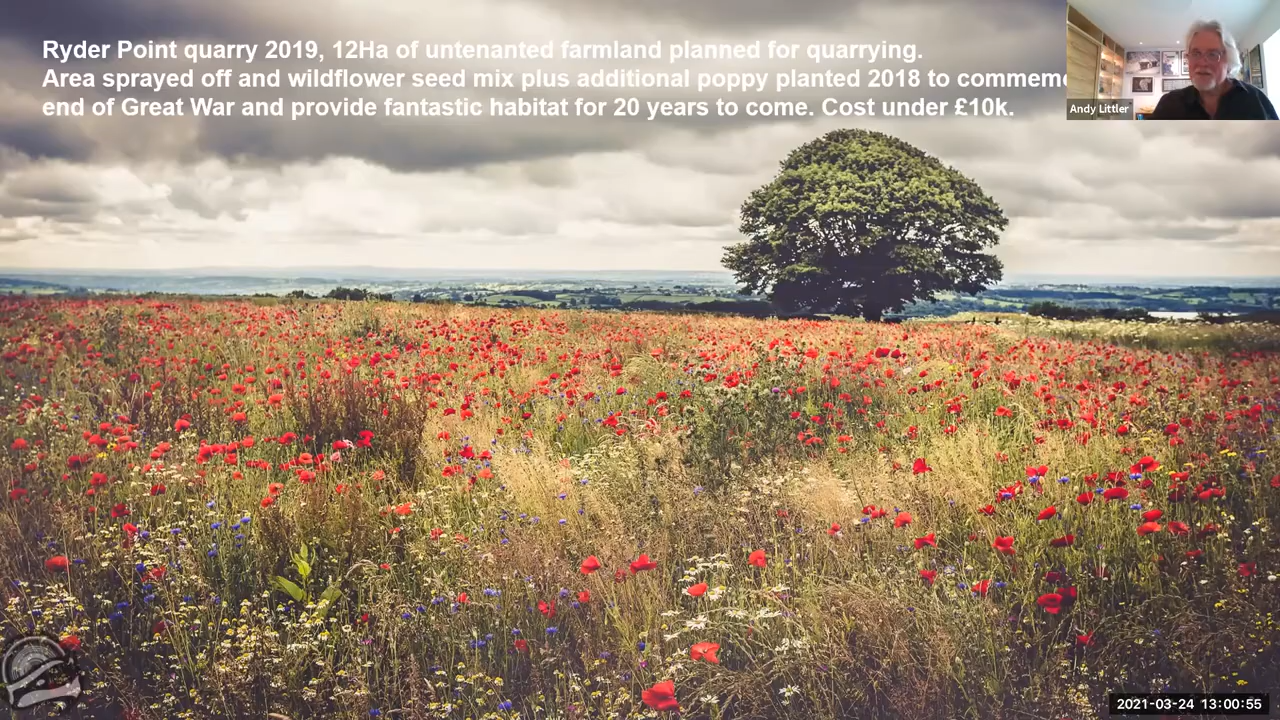 Ryder Point quarry 2019, 12Ha of untenanted farmland planned for quarrying.
Area sprayed off and wildflower seed mix plus additional poppy planted 2018 to
end of Great War and provide fantastic habitat for 20 years to come. Cost under £10k.
Andy Littler
2021-03-24 13:00:55